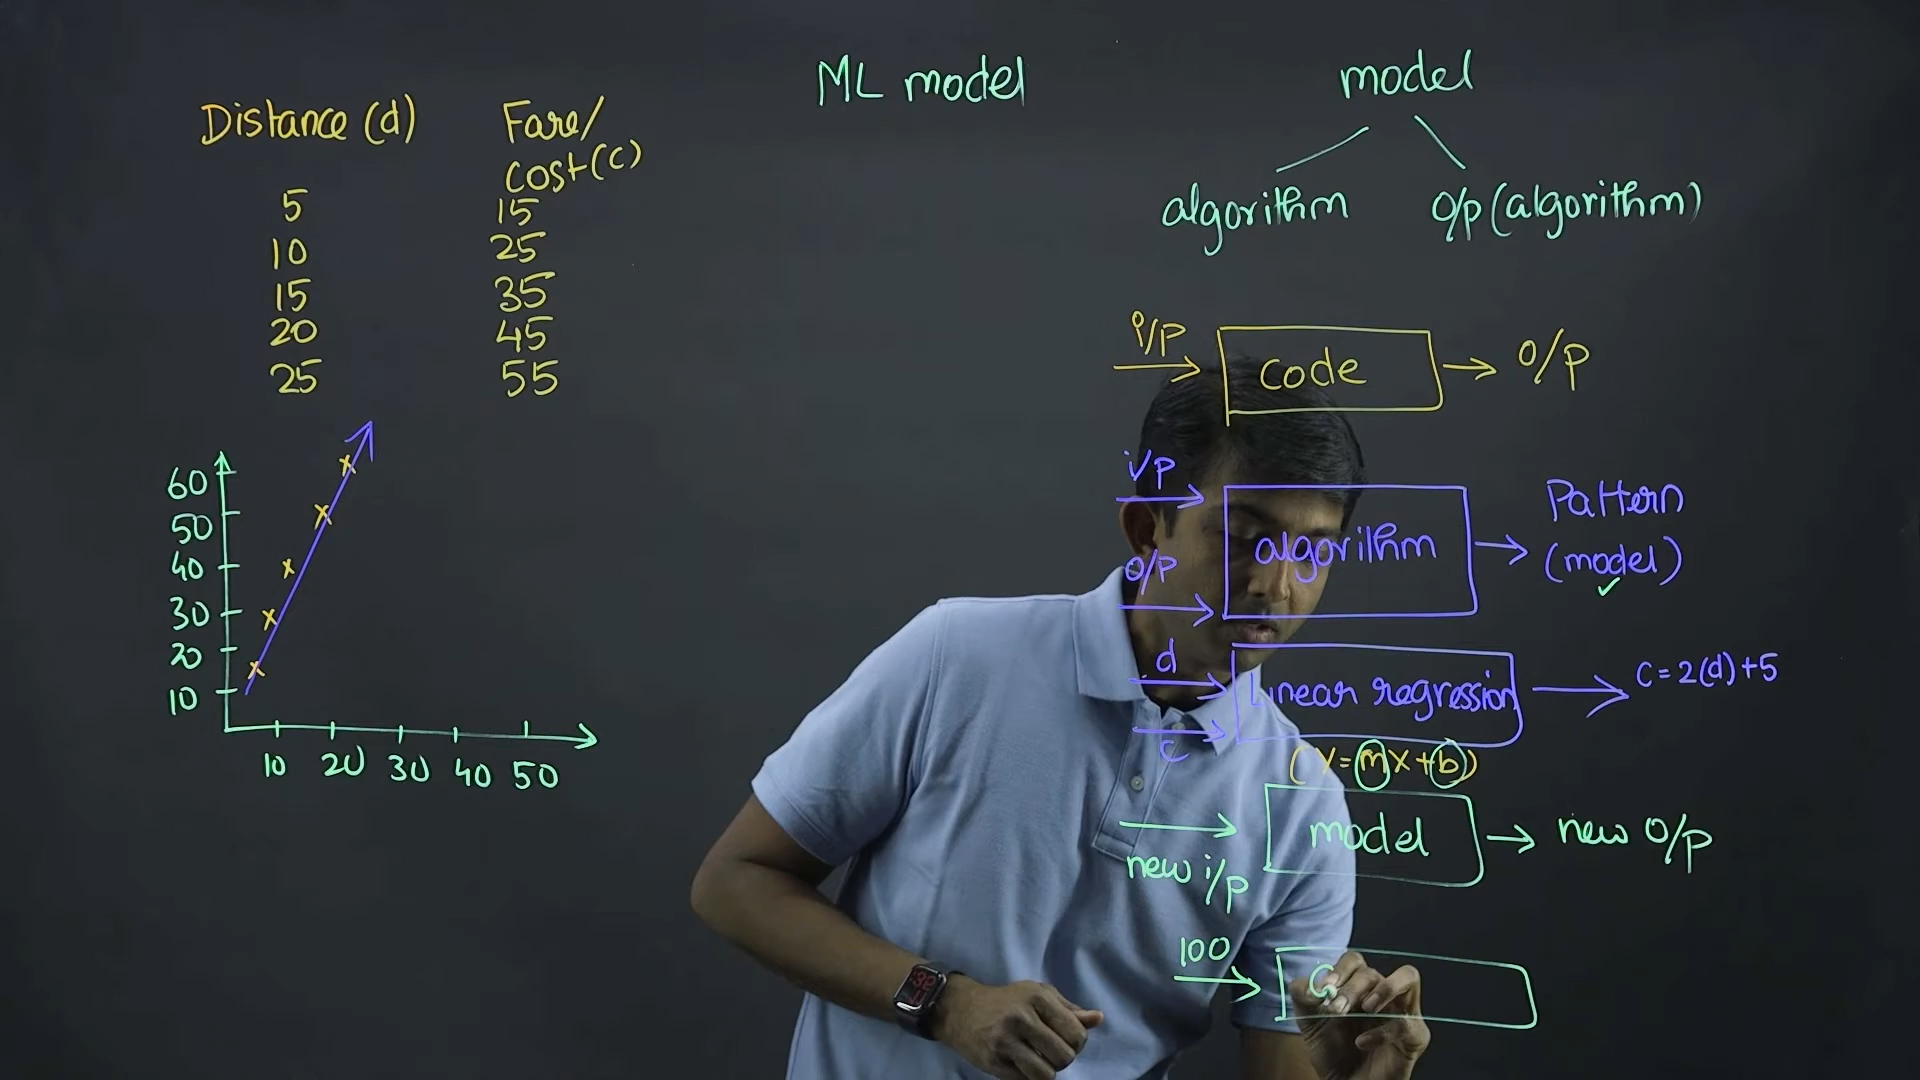 ML model
model
algorithm O/p (algorithm)
Distance (d) Fare/
Cost (C)
5 15
10 25
15 35
20 45
25 55
60
50
40
30
20
10
10 20 30 40 50
i/p
code
O/p
i/p
O/p
algorithm
Pattern
(model)
d
C
Linear regression
C = 2(d) + 5
(Y = mX + b)
new i/p
model
new O/p
100
C